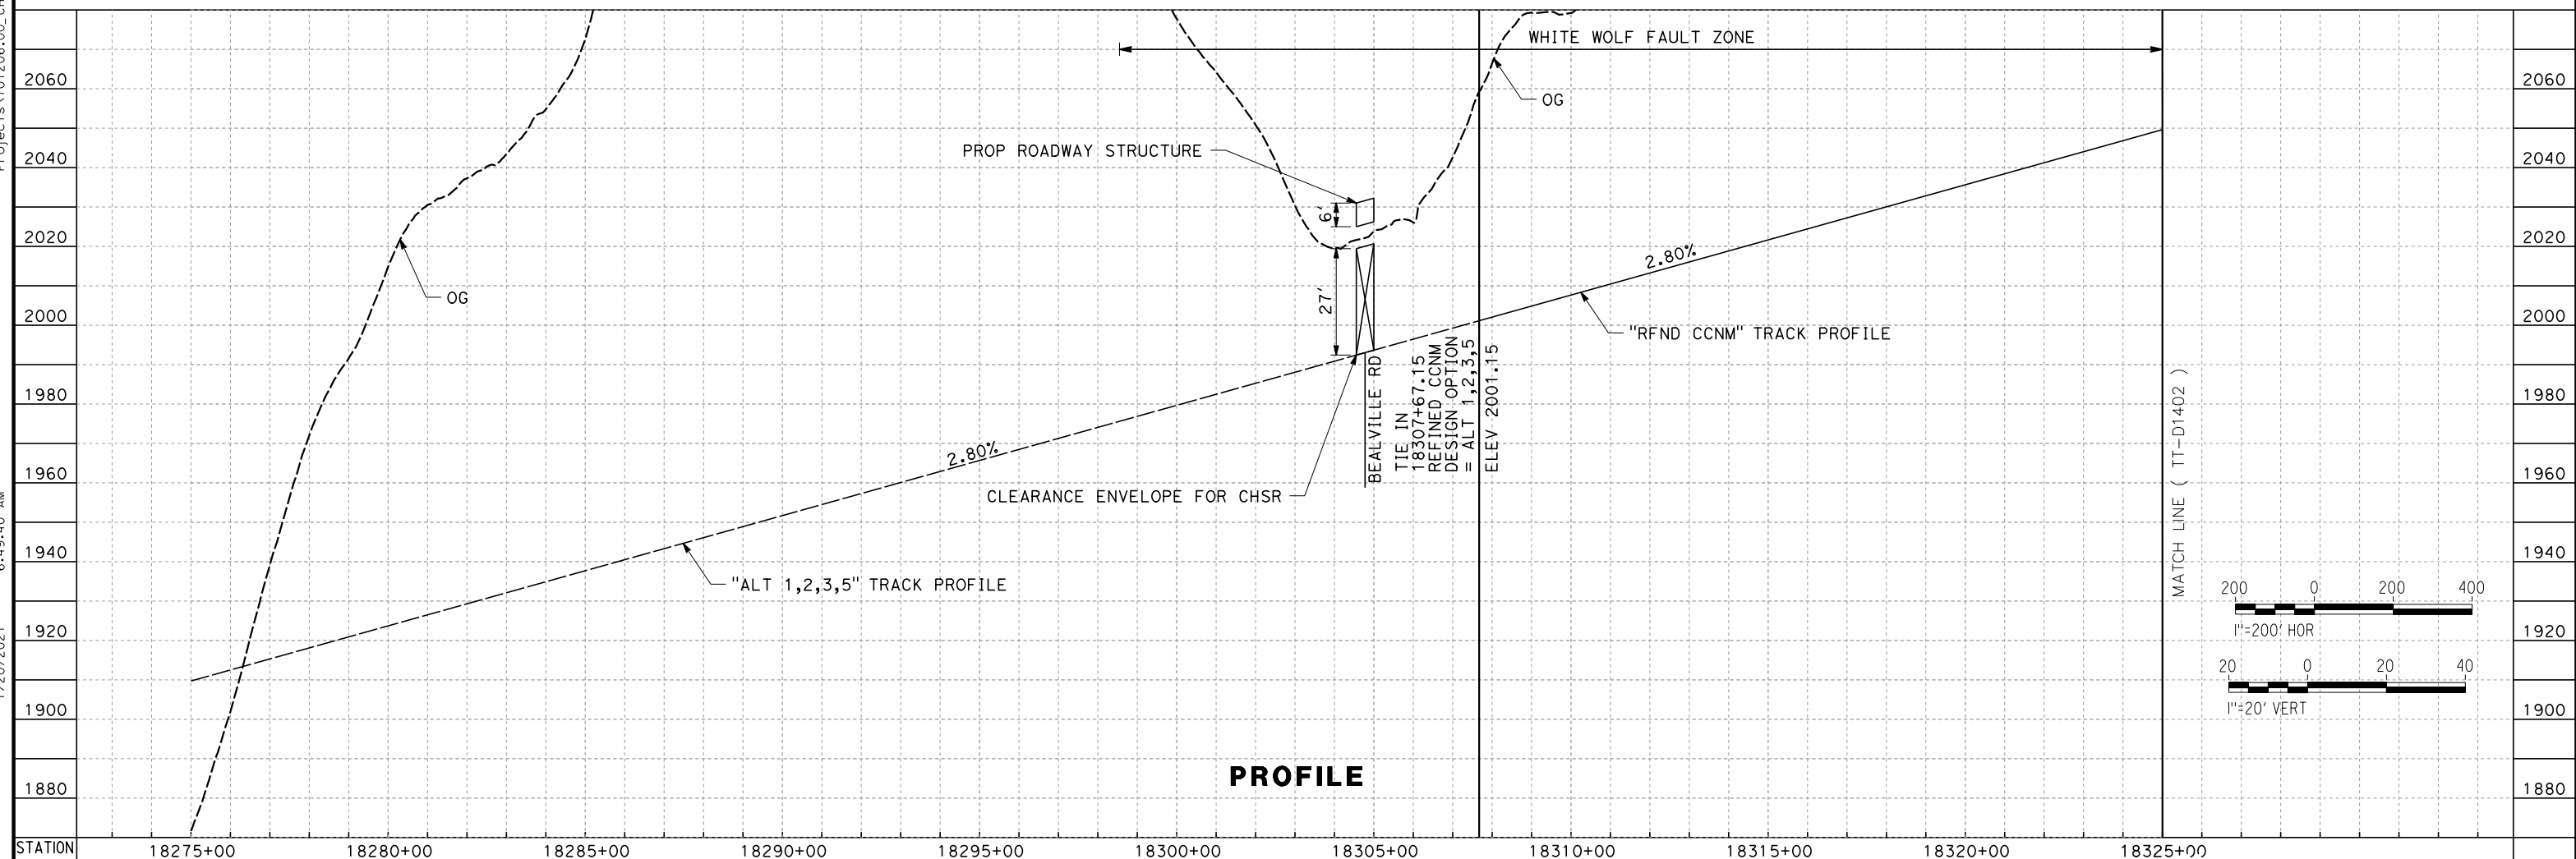 WHITE WOLF FAULT ZONE
2060
2060
OG
PROP ROADWAY STRUCTURE
2040
2040
6'
2020
2020
2.80%
OG
27'
2000
2000
"RFND CCNM" TRACK PROFILE
1980
1980
BEALVILLE RD
TIE IN
18307+67.15
REFINED CCNM
DESIGN OPTION
= ALT 1,2,3,5
ELEV 2001.15
MATCH LINE ( TT-D1402 )
2.80%
1960
1960
CLEARANCE ENVELOPE FOR CHSR
1940
1940
"ALT 1,2,3,5" TRACK PROFILE
200 0 200 400
1"=200' HOR
1920
1920
20 0 20 40
1"=20' VERT
1900
1900
PROFILE
1880
1880
STATION 18275+00 18280+00 18285+00 18290+00 18295+00 18300+00 18305+00 18310+00 18315+00 18320+00 18325+00